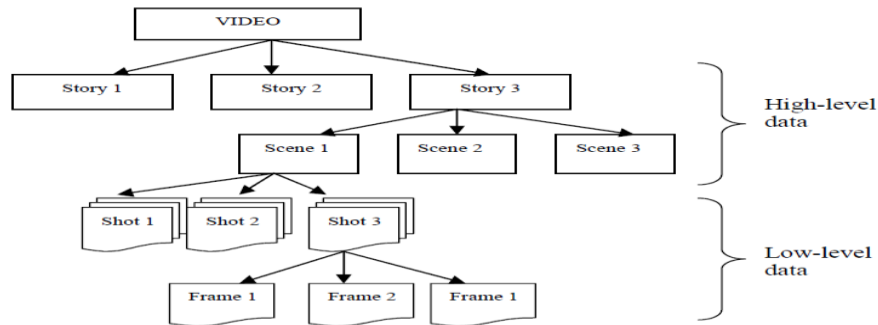 VIDEO
Story 1
Story 2
Story 3
High-level
data
Scene 1
Scene 2
Scene 3
Shot 1
Shot 2
Shot 3
Low-level
data
Frame 1
Frame 2
Frame 1